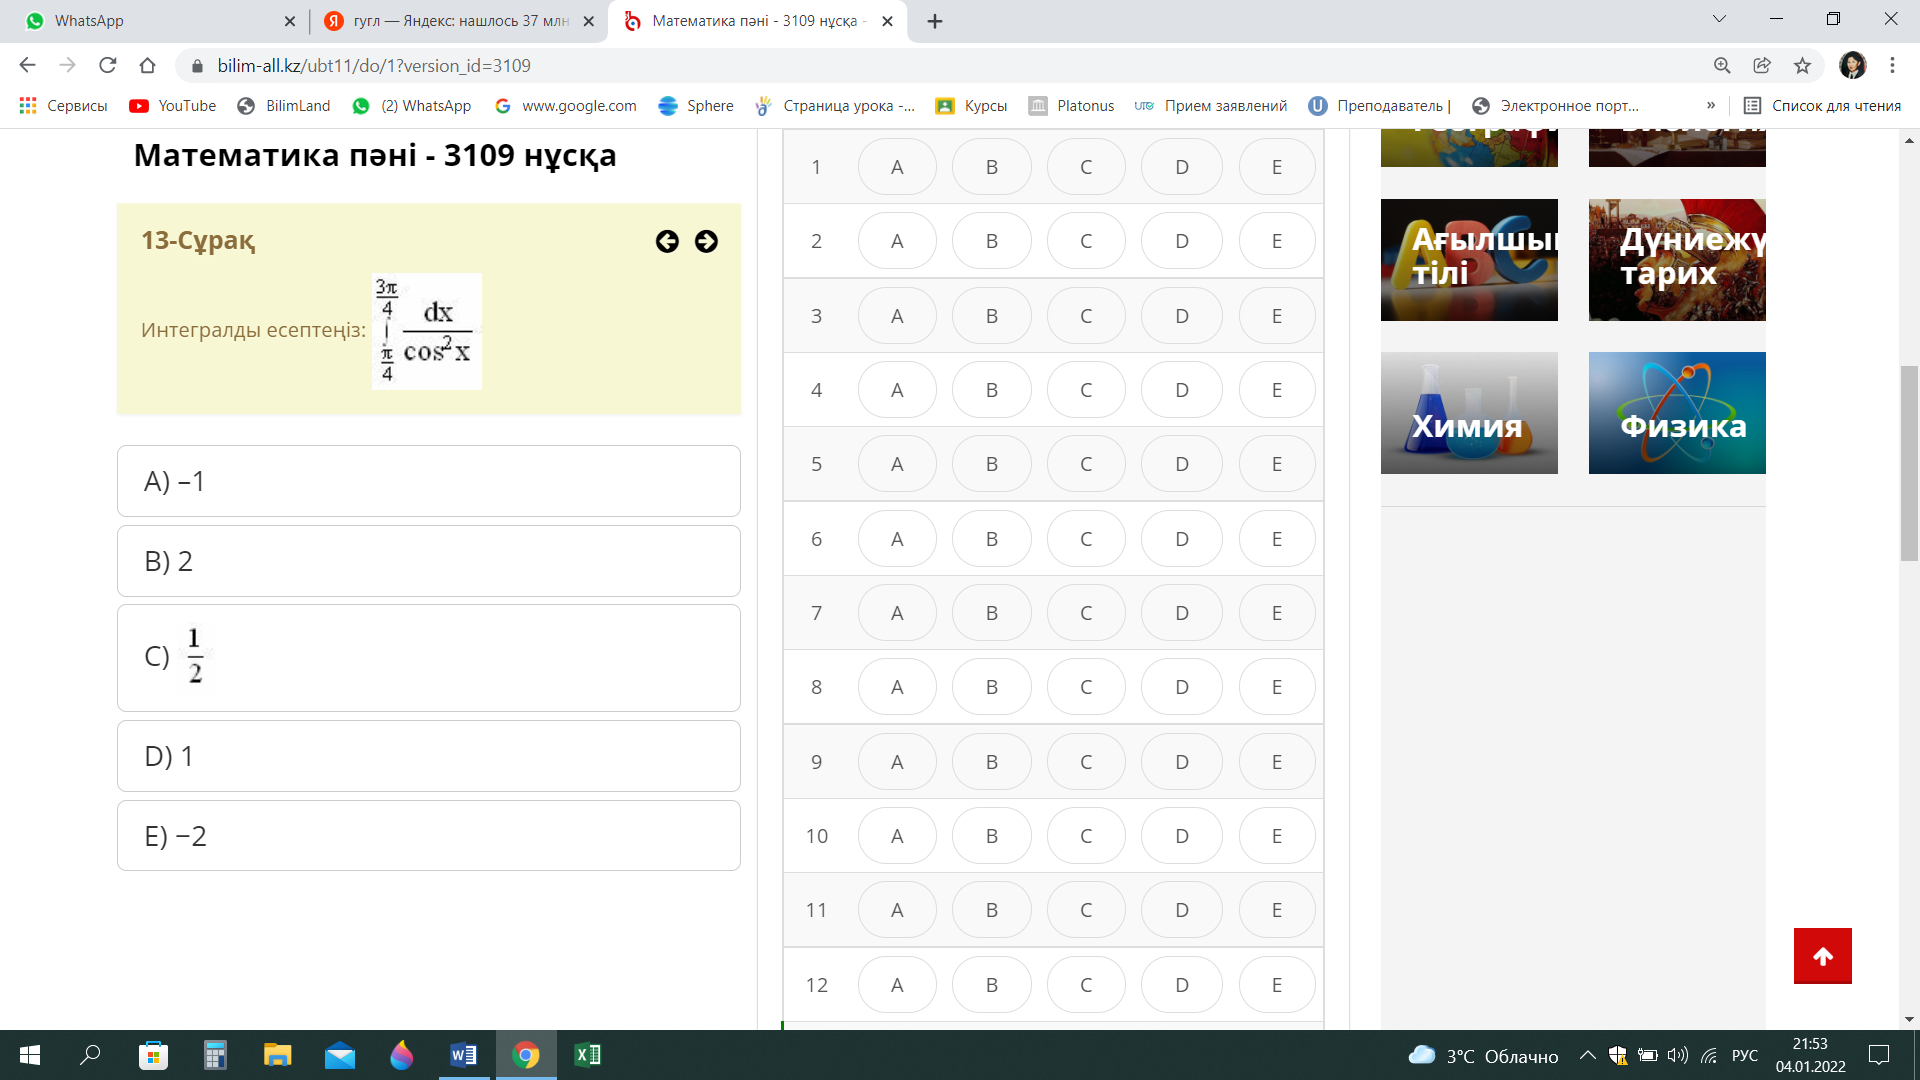 WhatsApp
гугл — Яндекс: нашлось 37 млн
Математика пәні - 3109 нұсқа -
bilim-all.kz/ubt11/do/1?version_id=3109
Сервисы
YouTube
BilimLand
(2) WhatsApp
www.google.com
Sphere
Страница урока -...
Курсы
Platonus
Прием заявлений
Преподаватель |
Электронное порт...
»
Список для чтения
Математика пәні - 3109 нұсқа
13-Сұрақ
Интегралды есептеңіз: ∫ π/4 3π/4 dx/cos²x
A) –1
B) 2
C) 1/2
D) 1
E) −2
1 A B C D E
2 A B C D E
3 A B C D E
4 A B C D E
5 A B C D E
6 A B C D E
7 A B C D E
8 A B C D E
9 A B C D E
10 A B C D E
11 A B C D E
12 A B C D E
Ағылшын
тілі
Дүниежү
тарих
Химия
Физика
3°C Облачно
РУС
21:53
04.01.2022